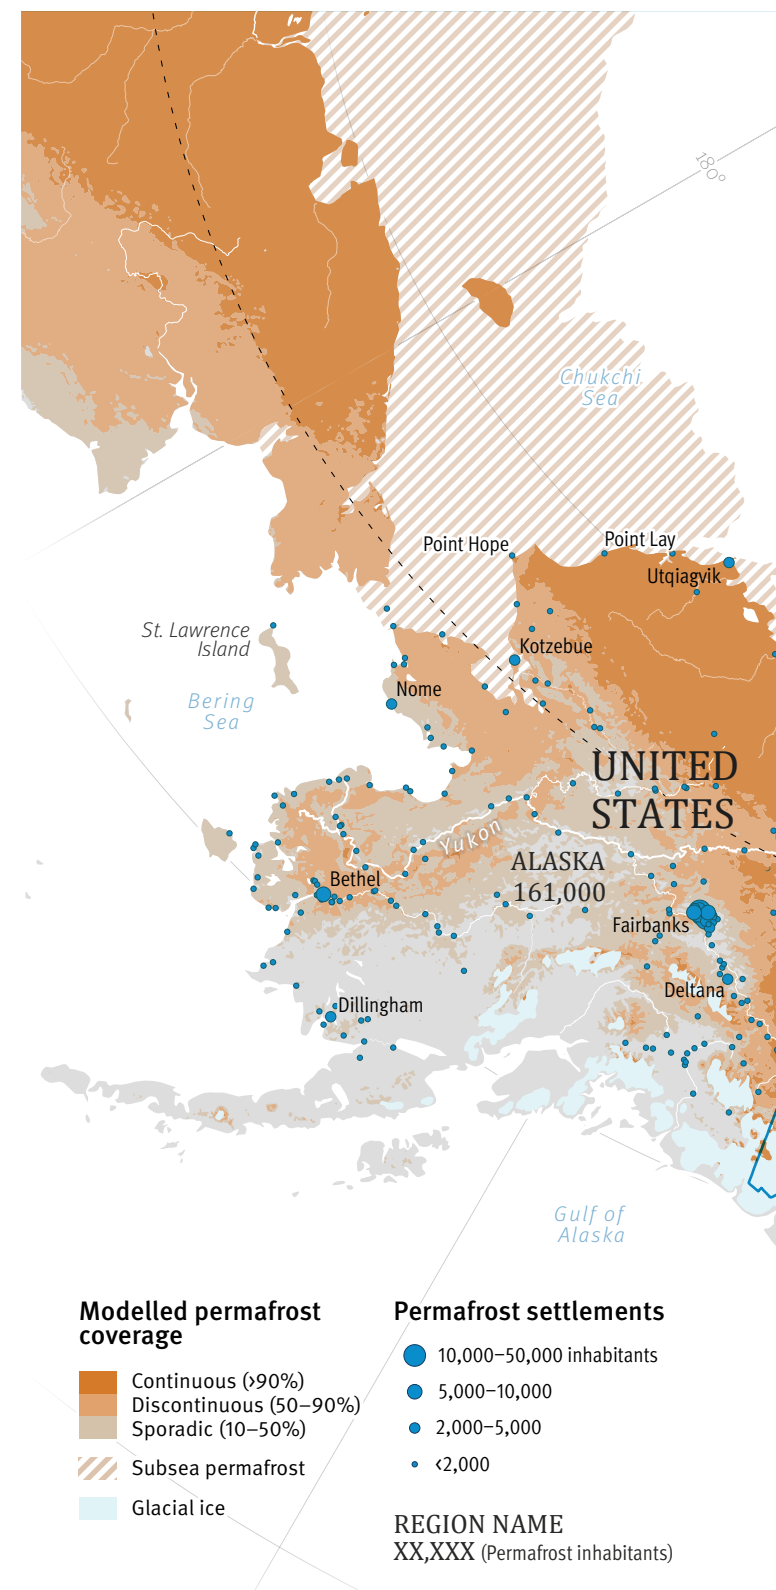 180°
Chukchi
Sea
Point Hope
Point Lay
Utqiagvik
St. Lawrence
Island
Kotzebue
Nome
Bering
Sea
UNITED
STATES
Yukon
ALASKA
161,000
Bethel
Fairbanks
Deltana
Dillingham
Gulf of
Alaska
Modelled permafrost
coverage
Continuous (>90%)
Discontinuous (50–90%)
Sporadic (10–50%)
Subsea permafrost
Glacial ice
Permafrost settlements
10,000–50,000 inhabitants
5,000–10,000
2,000–5,000
<2,000
REGION NAME
XX,XXX (Permafrost inhabitants)